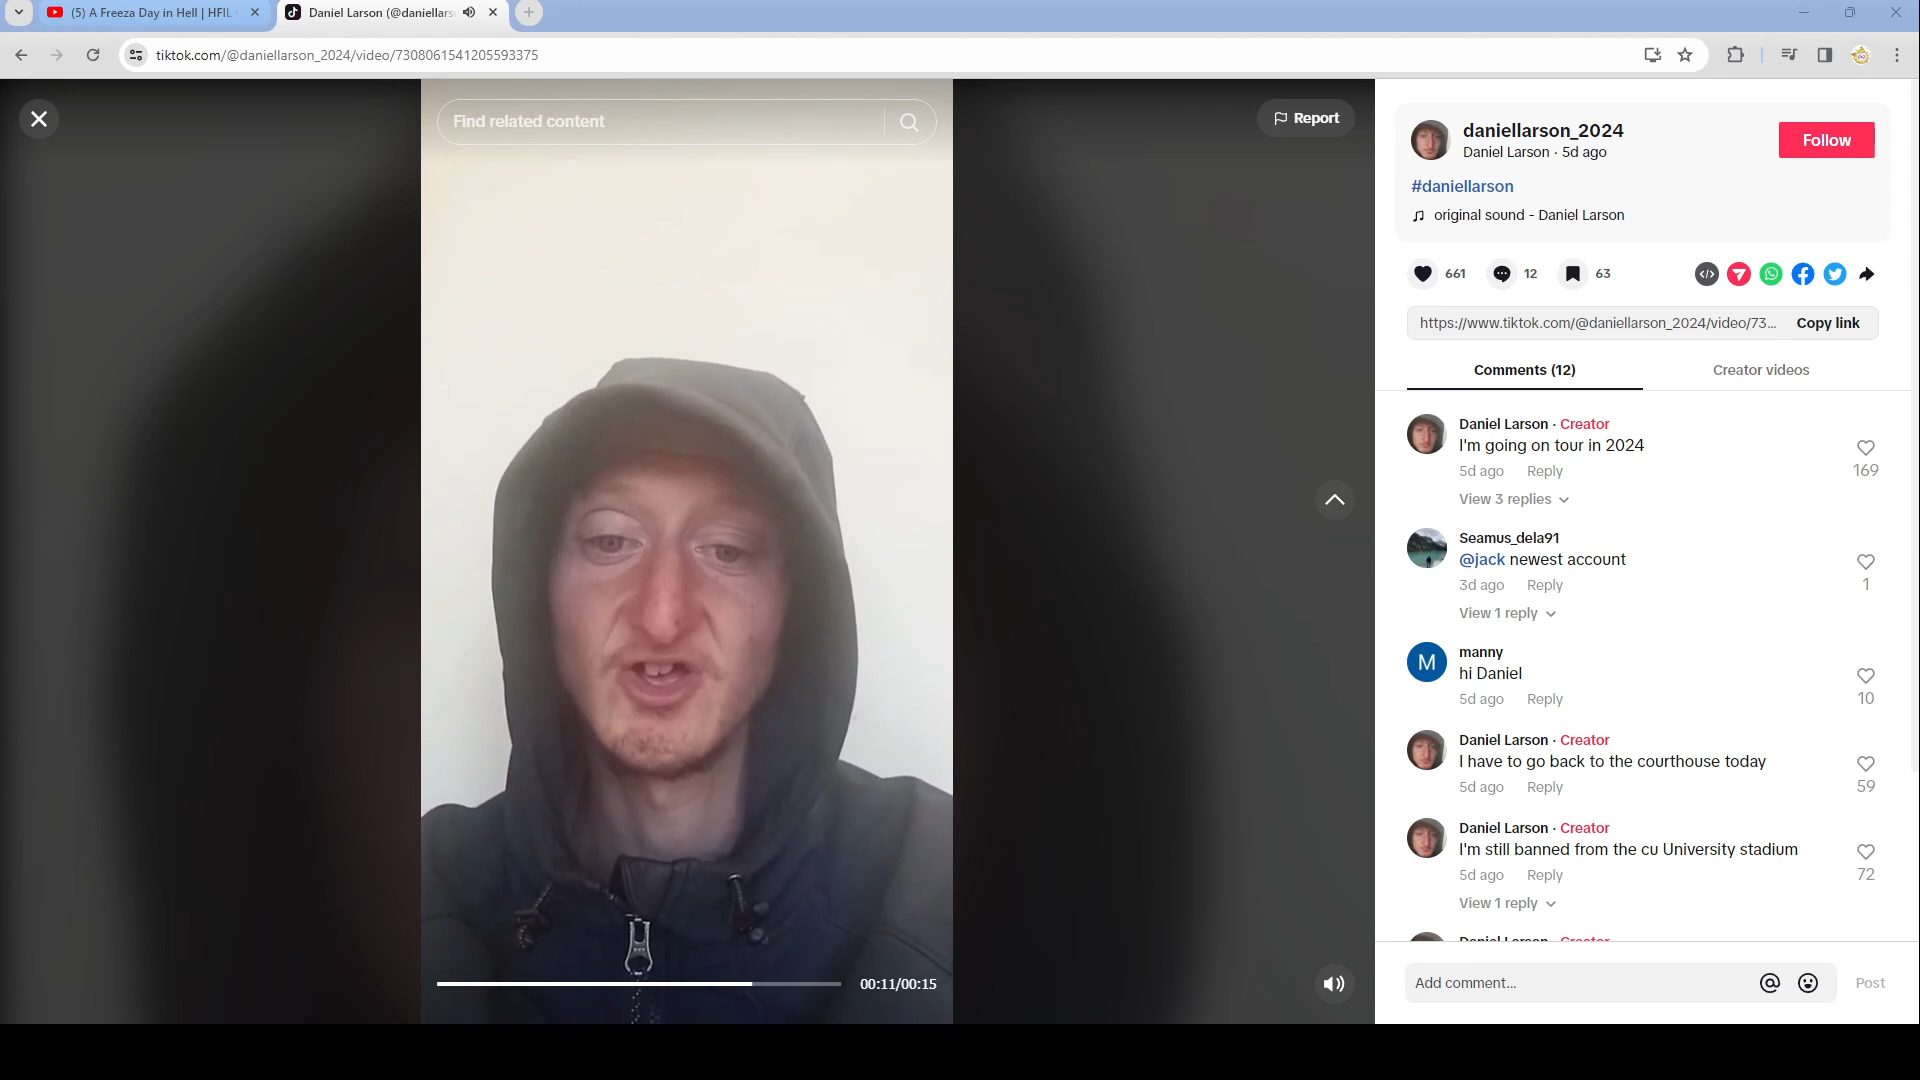 (5) A Freeza Day in Hell | HFIL
Daniel Larson (@daniellars
tiktok.com/@daniellarson_2024/video/7308061541205593375
Find related content
Report
daniellarson_2024
Daniel Larson · 5d ago
Follow
#daniellarson
original sound - Daniel Larson
661
12
63
https://www.tiktok.com/@daniellarson_2024/video/73...
Copy link
Comments (12)
Creator videos
Daniel Larson · Creator
I'm going on tour in 2024
5d ago Reply
169
View 3 replies
Seamus_dela91
@jack newest account
3d ago Reply
1
View 1 reply
M
manny
hi Daniel
5d ago Reply
10
Daniel Larson · Creator
I have to go back to the courthouse today
5d ago Reply
59
Daniel Larson · Creator
I'm still banned from the cu University stadium
5d ago Reply
72
View 1 reply
Daniel Larson · Creator
00:11/00:15
Add comment...
Post